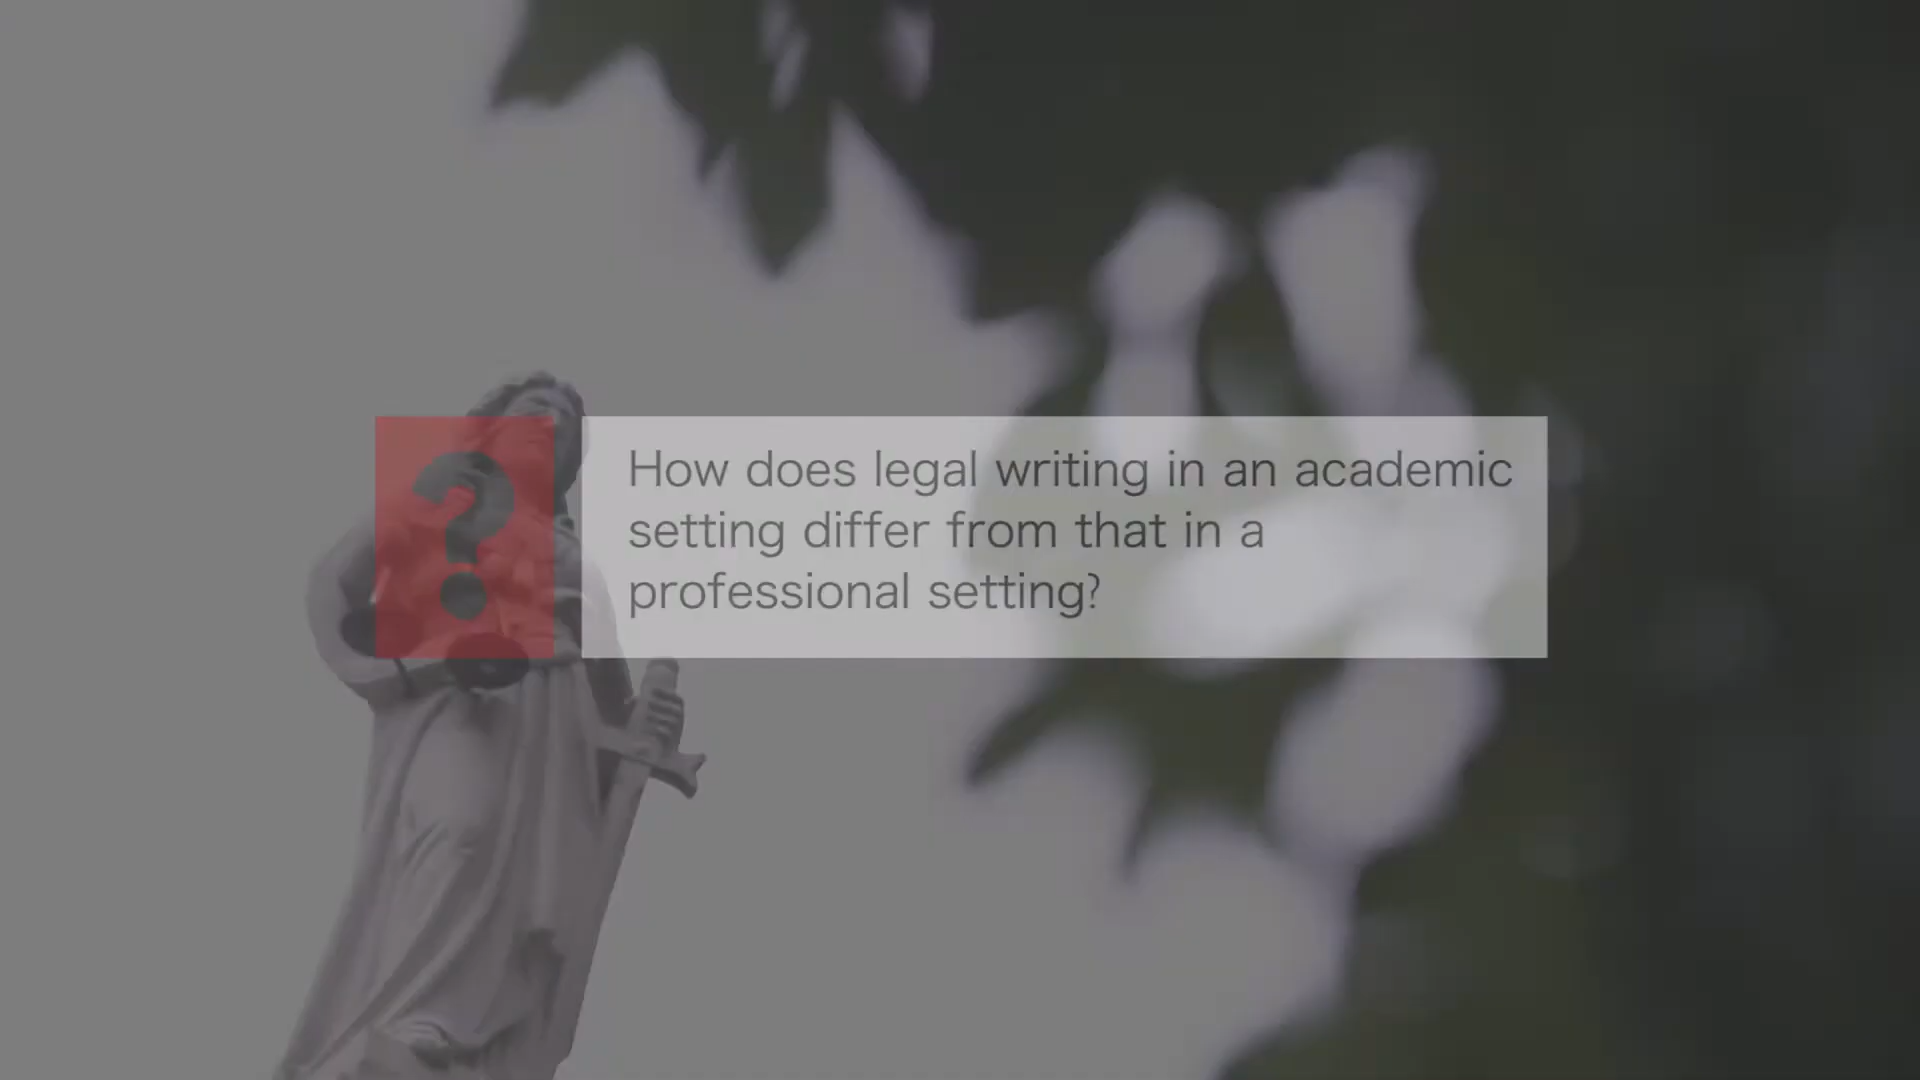 ?
How does legal writing in an academic
setting differ from that in a
professional setting?